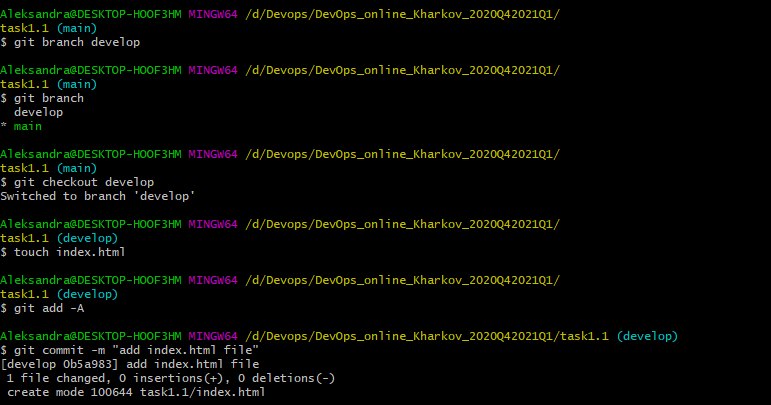 Aleksandra@DESKTOP-HOOF3HM MINGW64 /d/Devops/DevOps_online_Kharkov_2020Q42021Q1/
task1.1 (main)
$ git branch develop
Aleksandra@DESKTOP-HOOF3HM MINGW64 /d/Devops/DevOps_online_Kharkov_2020Q42021Q1/
task1.1 (main)
$ git branch
  develop
* main
Aleksandra@DESKTOP-HOOF3HM MINGW64 /d/Devops/DevOps_online_Kharkov_2020Q42021Q1/
task1.1 (main)
$ git checkout develop
Switched to branch 'develop'
Aleksandra@DESKTOP-HOOF3HM MINGW64 /d/Devops/DevOps_online_Kharkov_2020Q42021Q1/
task1.1 (develop)
$ touch index.html
Aleksandra@DESKTOP-HOOF3HM MINGW64 /d/Devops/DevOps_online_Kharkov_2020Q42021Q1/
task1.1 (develop)
$ git add -A
Aleksandra@DESKTOP-HOOF3HM MINGW64 /d/Devops/DevOps_online_Kharkov_2020Q42021Q1/task1.1 (develop)
$ git commit -m "add index.html file"
[develop 0b5a983] add index.html file
 1 file changed, 0 insertions(+), 0 deletions(-)
 create mode 100644 task1.1/index.html